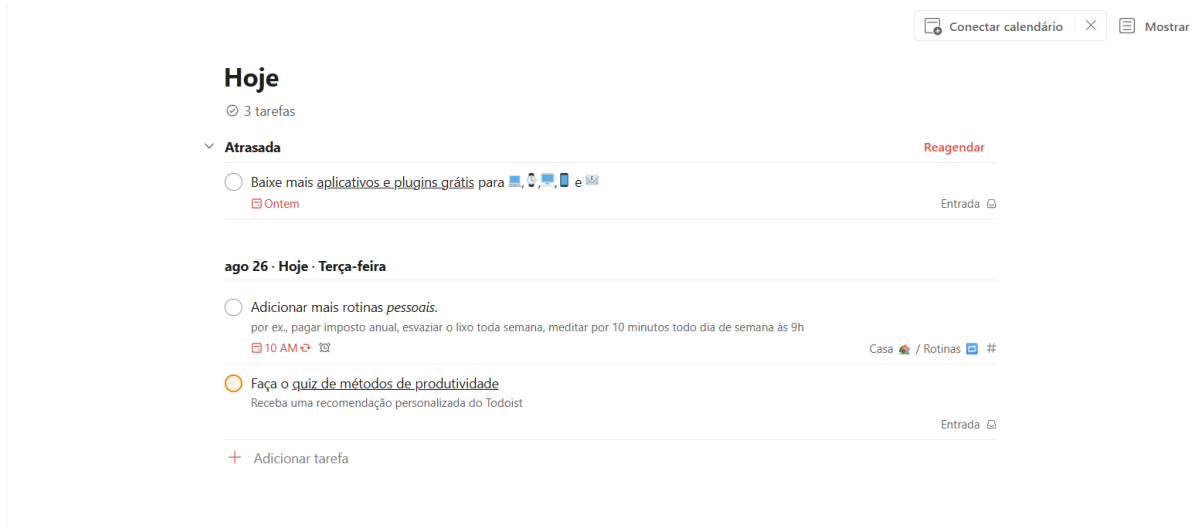 Conectar calendário
Mostrar
Hoje
3 tarefas
Atrasada
Reagendar
Baixe mais aplicativos e plugins grátis para 💻,⌚,🖥️,📱 e 📧
Ontem
Entrada
ago 26 · Hoje · Terça-feira
Adicionar mais rotinas pessoais.
por ex., pagar imposto anual, esvaziar o lixo toda semana, meditar por 10 minutos todo dia de semana às 9h
10 AM
Casa 🏡 / Rotinas 🔁 #
Faça o quiz de métodos de produtividade
Receba uma recomendação personalizada do Todoist
Entrada
+ Adicionar tarefa